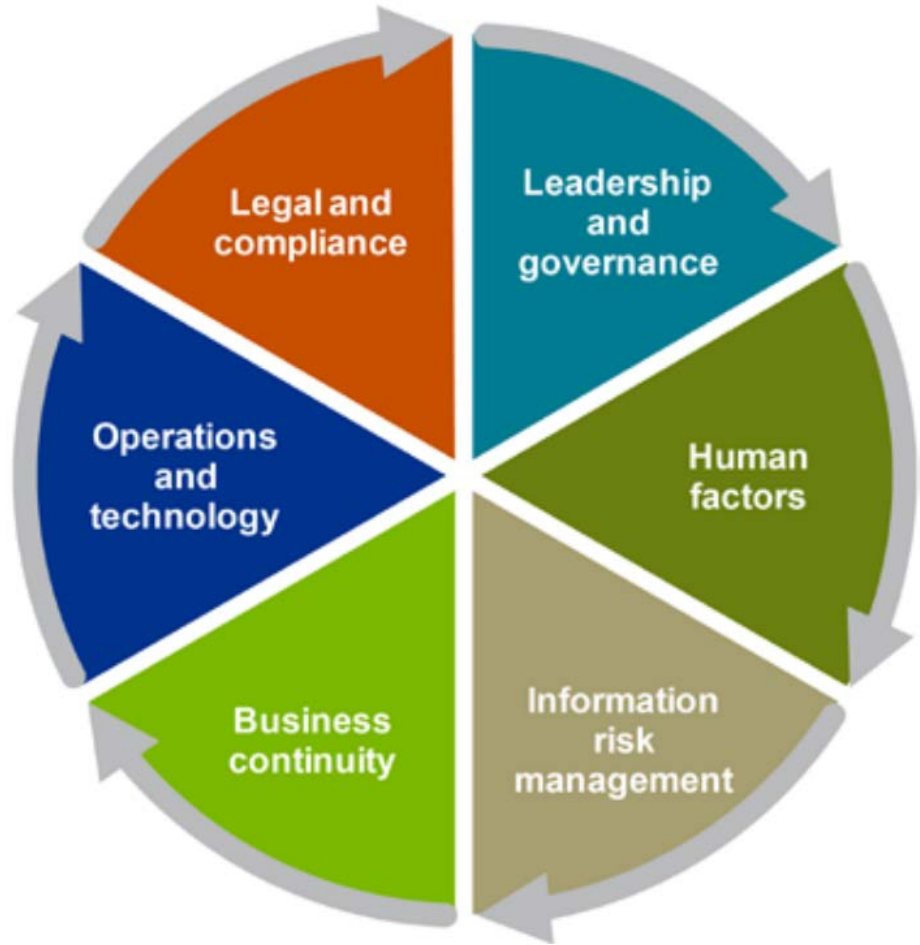 Leadership
and
governance
Human
factors
Information
risk
management
Business
continuity
Operations
and
technology
Legal and
compliance